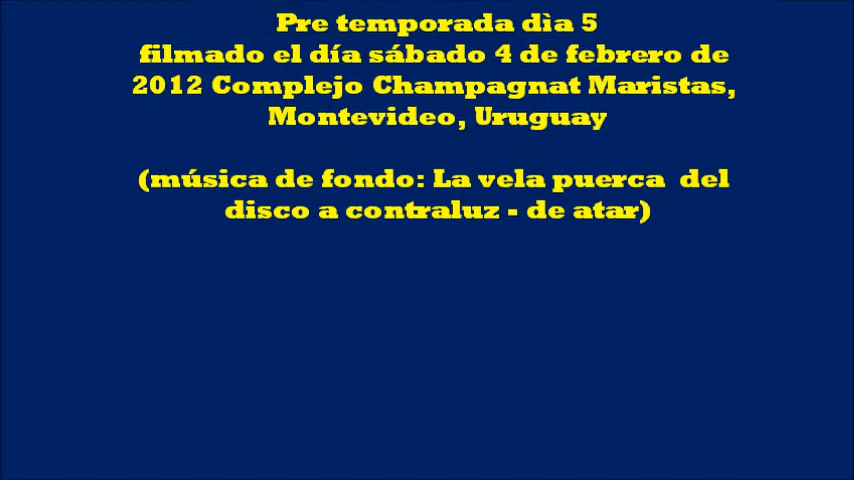 Pre temporada dìa 5
filmado el día sábado 4 de febrero de
2012 Complejo Champagnat Maristas,
Montevideo, Uruguay
(música de fondo: La vela puerca  del
disco a contraluz - de atar)